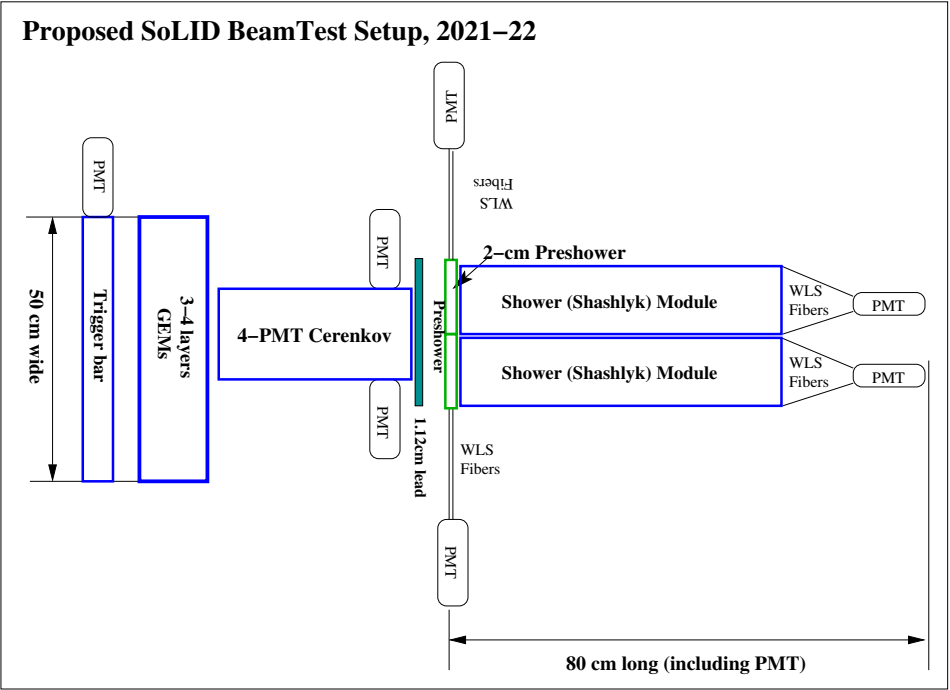 Proposed SoLID BeamTest Setup, 2021−22
PMT
PMT
WLS
Fibers
PMT
2−cm Preshower
50 cm wide
Trigger bar
3−4 layers
GEMs
4−PMT Cerenkov
Preshower
Shower (Shashlyk) Module
WLS
Fibers
PMT
Shower (Shashlyk) Module
WLS
Fibers
PMT
PMT
1.12cm lead
WLS
Fibers
PMT
80 cm long (including PMT)